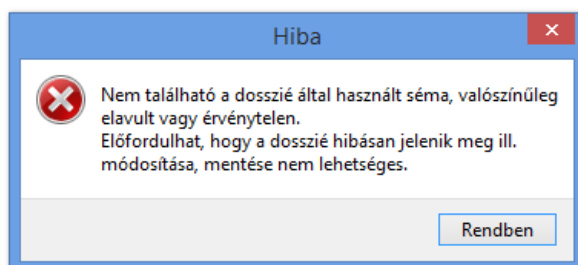 Hiba
Nem található a dosszié által használt séma, valószínűleg
elavult vagy érvénytelen.
Előfordulhat, hogy a dosszié hibásan jelenik meg ill.
módosítása, mentése nem lehetséges.
Rendben